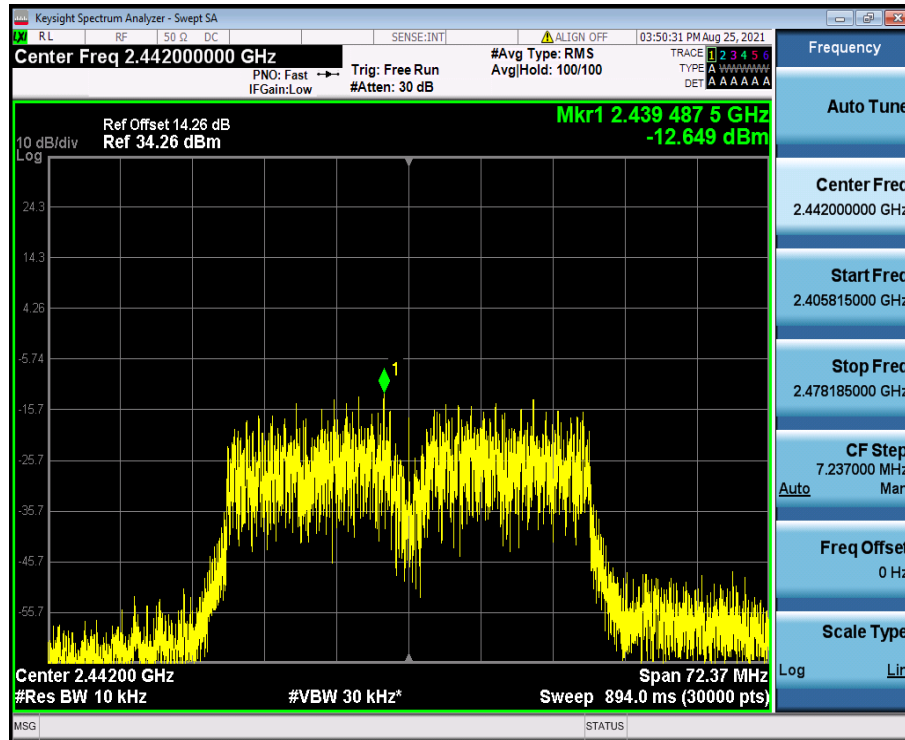 Keysight Spectrum Analyzer - Swept SA
LXI RL RF 50 Ω DC SENSE:INT ALIGN OFF 03:50:31 PM Aug 25, 2021
Center Freq 2.442000000 GHz
PNO: Fast
IFGain:Low
Trig: Free Run
#Atten: 30 dB
#Avg Type: RMS
Avg|Hold: 100/100
TRACE 1 2 3 4 5 6
TYPE A WWWWW
DET A A A A A A
Mkr1 2.439 487 5 GHz
-12.649 dBm
Ref Offset 14.26 dB
10 dB/div Ref 34.26 dBm
Log
24.3
14.3
4.26
-5.74
-15.7
-25.7
-35.7
-45.7
-55.7
1
Center 2.44200 GHz Span 72.37 MHz
#Res BW 10 kHz #VBW 30 kHz* Sweep 894.0 ms (30000 pts)
MSG STATUS
Frequency
Auto Tune
Center Freq
2.442000000 GHz
Start Freq
2.405815000 GHz
Stop Freq
2.478185000 GHz
CF Step
7.237000 MHz
Auto Man
Freq Offset
0 Hz
Scale Type
Log Lin